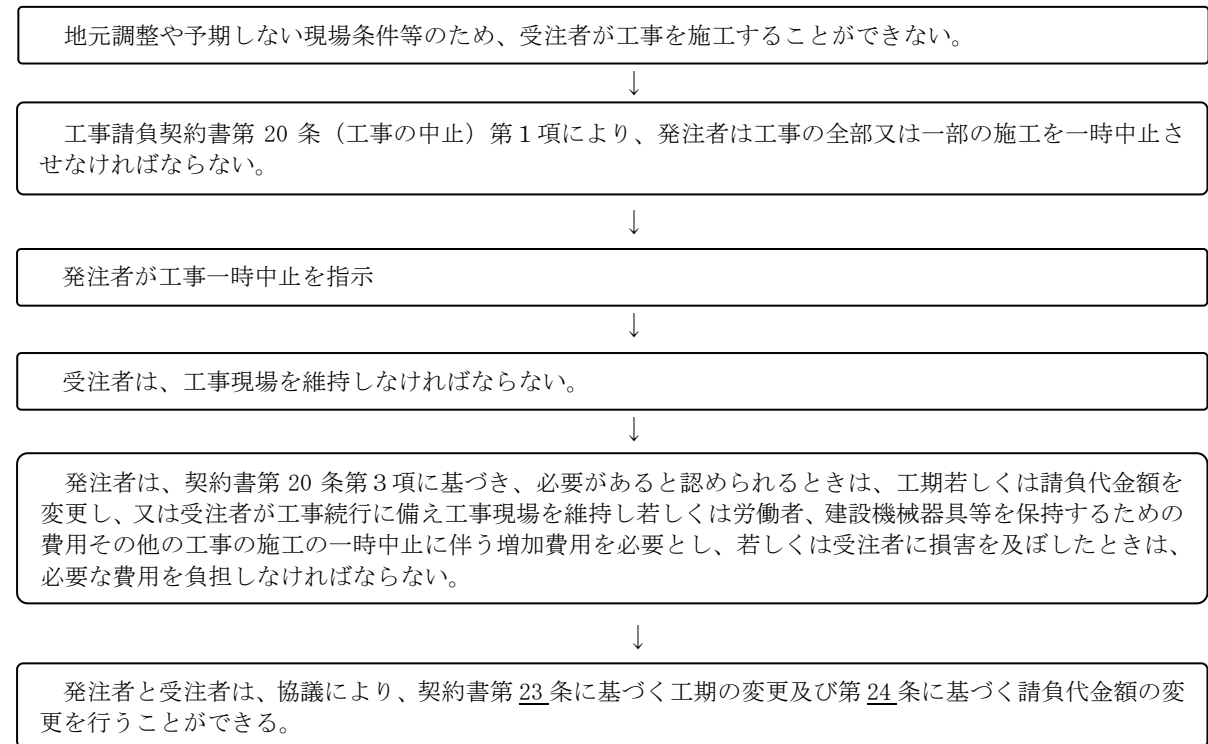 地元調整や予期しない現場条件等のため、受注者が工事を施工することができない。
↓
工事請負契約書第 20 条（工事の中止）第１項により、発注者は工事の全部又は一部の施工を一時中止さ
せなければならない。
↓
発注者が工事一時中止を指示
↓
受注者は、工事現場を維持しなければならない。
↓
発注者は、契約書第 20 条第３項に基づき、必要があると認められるときは、工期若しくは請負代金額を
変更し、又は受注者が工事続行に備え工事現場を維持し若しくは労働者、建設機械器具等を保持するための
費用その他の工事の施工の一時中止に伴う増加費用を必要とし、若しくは受注者に損害を及ぼしたときは、
必要な費用を負担しなければならない。
↓
発注者と受注者は、協議により、契約書第 23 条に基づく工期の変更及び第 24 条に基づく請負代金額の変
更を行うことができる。